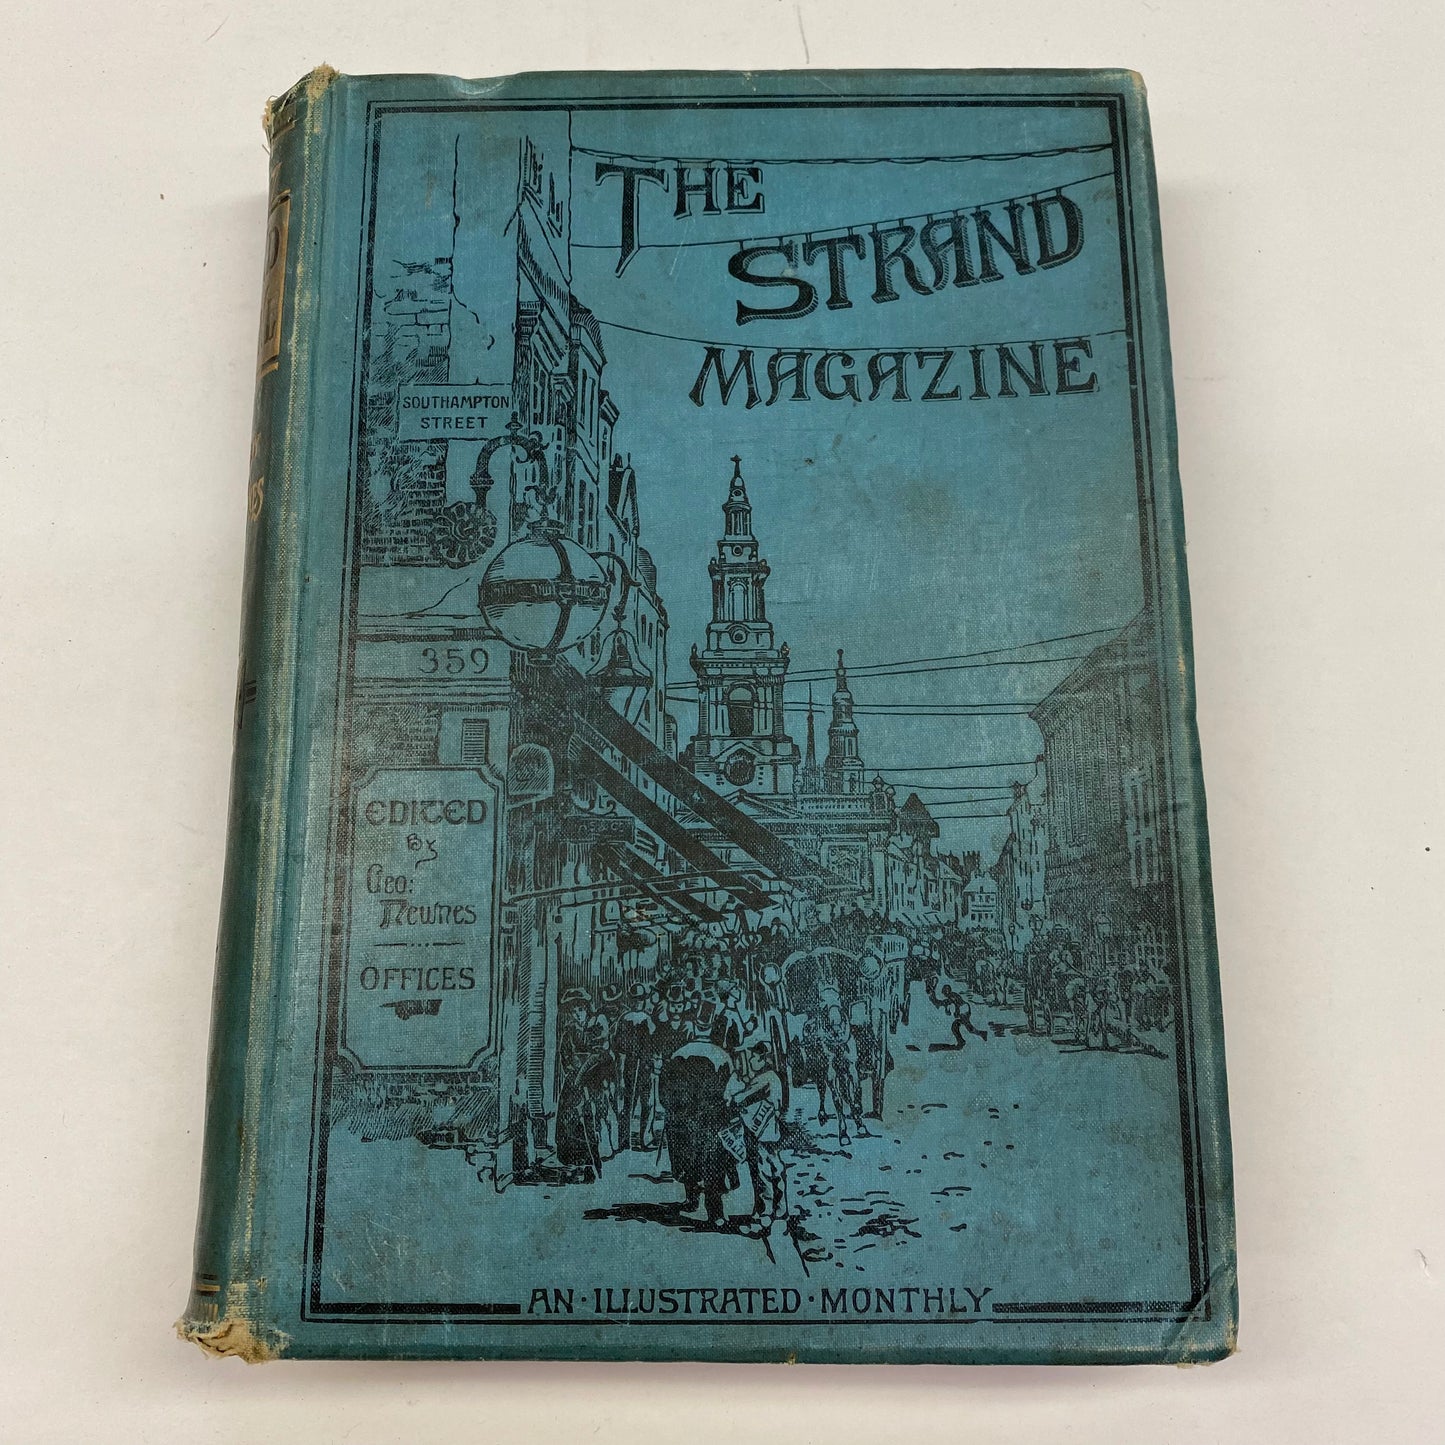 THE
STRAND
MAGAZINE
SOUTHAMPTON
STREET
359
EDITED
By
Geo:
Newnes
OFFICES
AN·ILLUSTRATED·MONTHLY